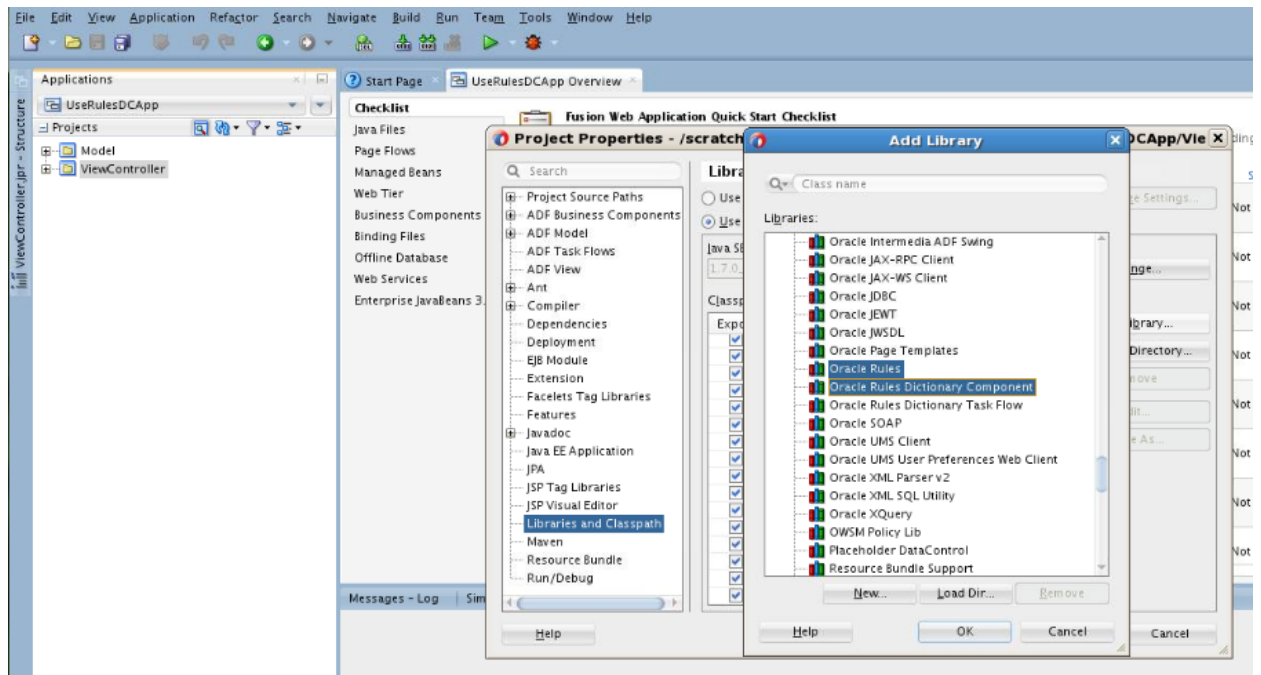 File Edit View Application Refactor Search Navigate Build Run Team Tools Window Help
Applications
UseRulesDCApp
Projects
Model
ViewController
ViewController.jpr - Structure
Start Page
UseRulesDCApp Overview
Checklist
Java Files
Page Flows
Managed Beans
Web Tier
Business Components
Binding Files
Offline Database
Web Services
Enterprise JavaBeans 3.
Fusion Web Application Quick Start Checklist
Messages - Log
Project Properties - /scratch
DCApp/Vie
Search
Project Source Paths
ADF Business Components
ADF Model
ADF Task Flows
ADF View
Ant
Compiler
Dependencies
Deployment
EJB Module
Extension
Facelets Tag Libraries
Features
Javadoc
Java EE Application
JPA
JSP Tag Libraries
JSP Visual Editor
Libraries and Classpath
Maven
Resource Bundle
Run/Debug
Help
Use
Use
Java SE
1.7.0_
Add Library
Class name
Libraries:
Oracle Intermedia ADF Swing
Oracle JAX-RPC Client
Oracle JAX-WS Client
Oracle JDBC
Oracle JEWT
Oracle JWSDL
Oracle Page Templates
Oracle Rules
Oracle Rules Dictionary Component
Oracle Rules Dictionary Task Flow
Oracle SOAP
Oracle UMS Client
Oracle UMS User Preferences Web Client
Oracle XML Parser v2
Oracle XML SQL Utility
Oracle XQuery
OWSM Policy Lib
Placeholder DataControl
Resource Bundle Support
New... Load Dir... Remove
Help OK Cancel
Settings...
Directory...
Cancel
Not
Not
Not
Not
Not
Not
Not
Not